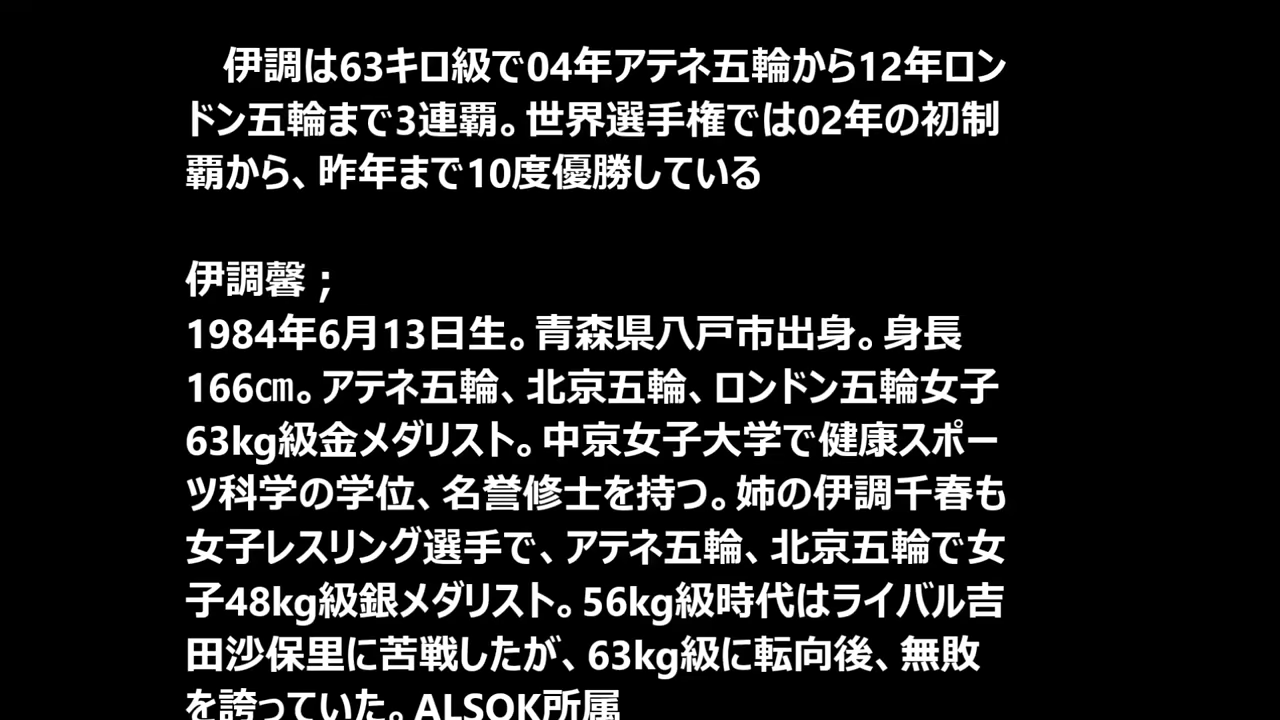 伊調は63キロ級で04年アテネ五輪から12年ロン
ドン五輪まで3連覇。世界選手権では02年の初制
覇から、昨年まで10度優勝している
伊調馨；
1984年6月13日生。青森県八戸市出身。身長
166㎝。アテネ五輪、北京五輪、ロンドン五輪女子
63kg級金メダリスト。中京女子大学で健康スポー
ツ科学の学位、名誉修士を持つ。姉の伊調千春も
女子レスリング選手で、アテネ五輪、北京五輪で女
子48kg級銀メダリスト。56kg級時代はライバル吉
田沙保里に苦戦したが、63kg級に転向後、無敗
を誇っていた。ALSOK所属